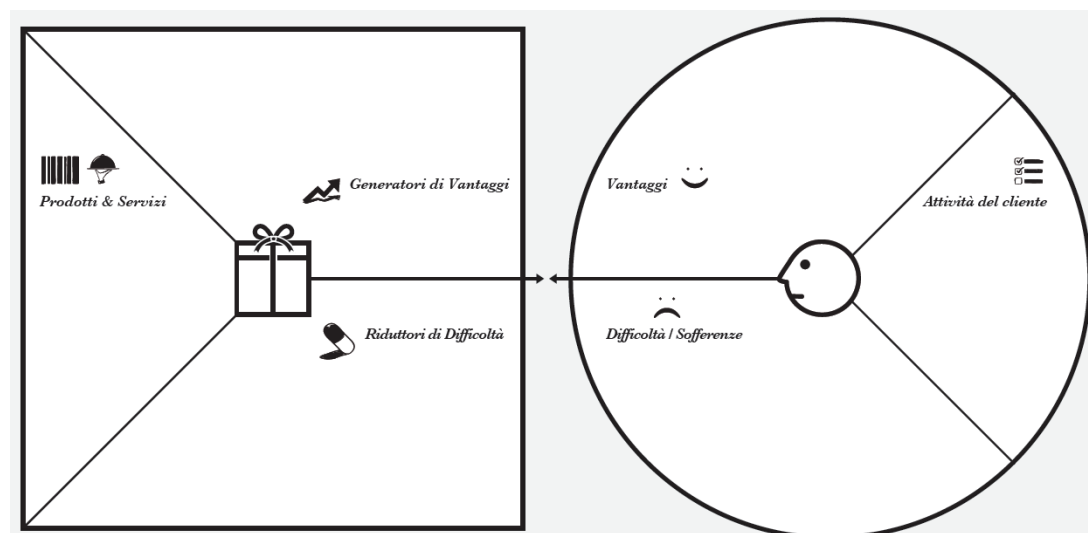 Prodotti & Servizi
Generatori di Vantaggi
Riduttori di Difficoltà
Vantaggi
Difficoltà / Sofferenze
Attività del cliente